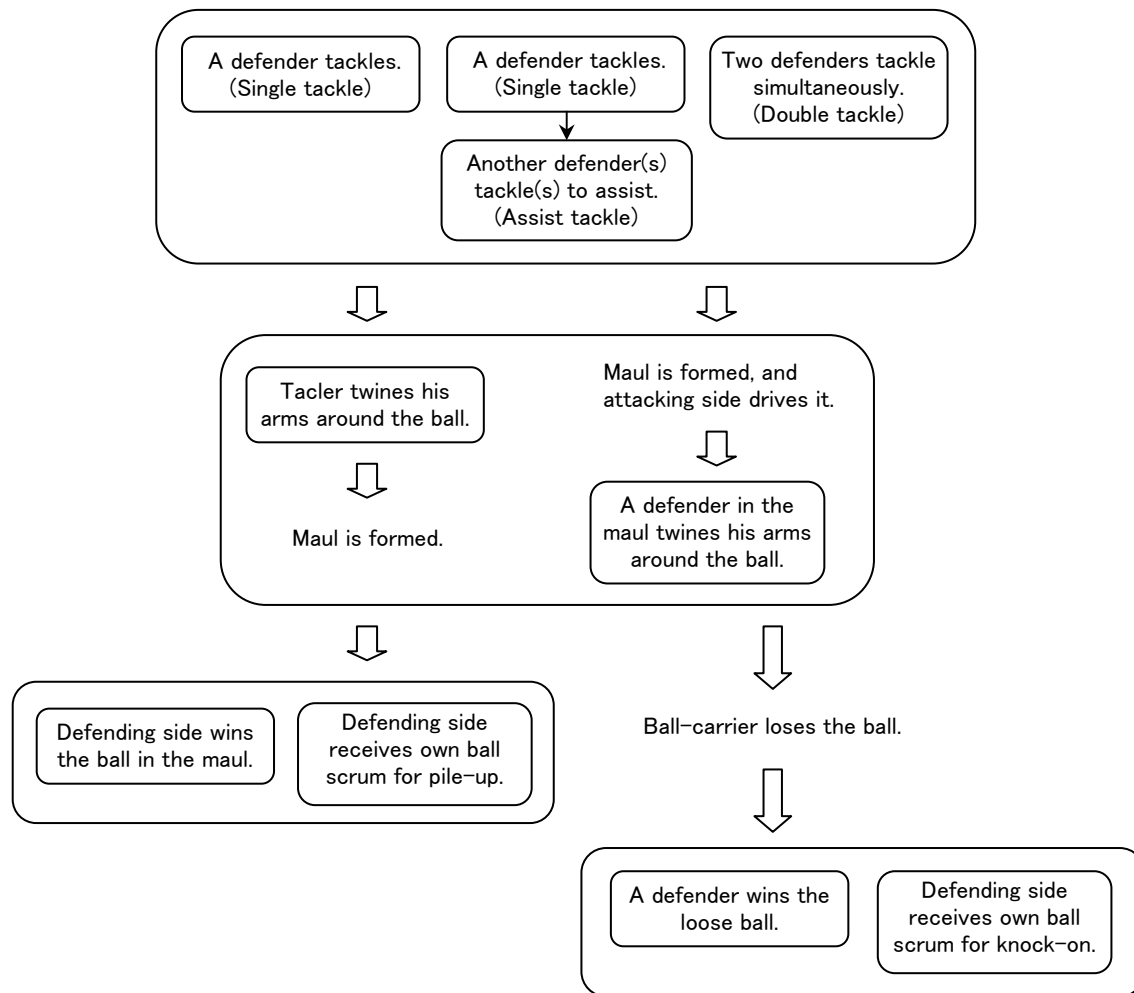 A defender tackles.
(Single tackle)
A defender tackles.
(Single tackle)
Two defenders tackle
simultaneously.
(Double tackle)
Another defender(s)
tackle(s) to assist.
(Assist tackle)
Tacler twines his
arms around the ball.
Maul is formed.
Maul is formed, and
attacking side drives it.
A defender in the
maul twines his arms
around the ball.
Defending side wins
the ball in the maul.
Defending side
receives own ball
scrum for pile-up.
Ball-carrier loses the ball.
A defender wins the
loose ball.
Defending side
receives own ball
scrum for knock-on.